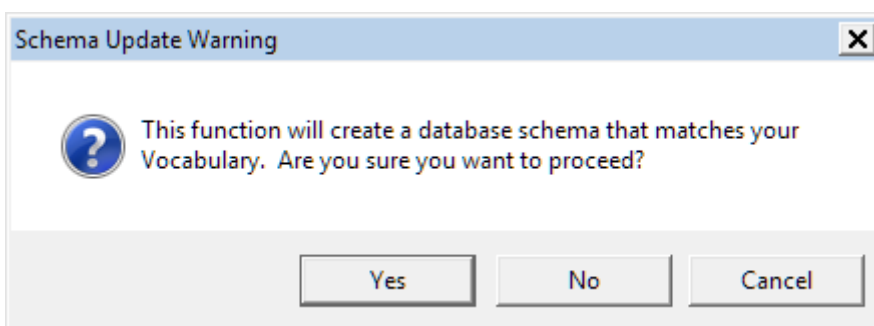 Schema Update Warning
This function will create a database schema that matches your
Vocabulary.  Are you sure you want to proceed?
Yes
No
Cancel